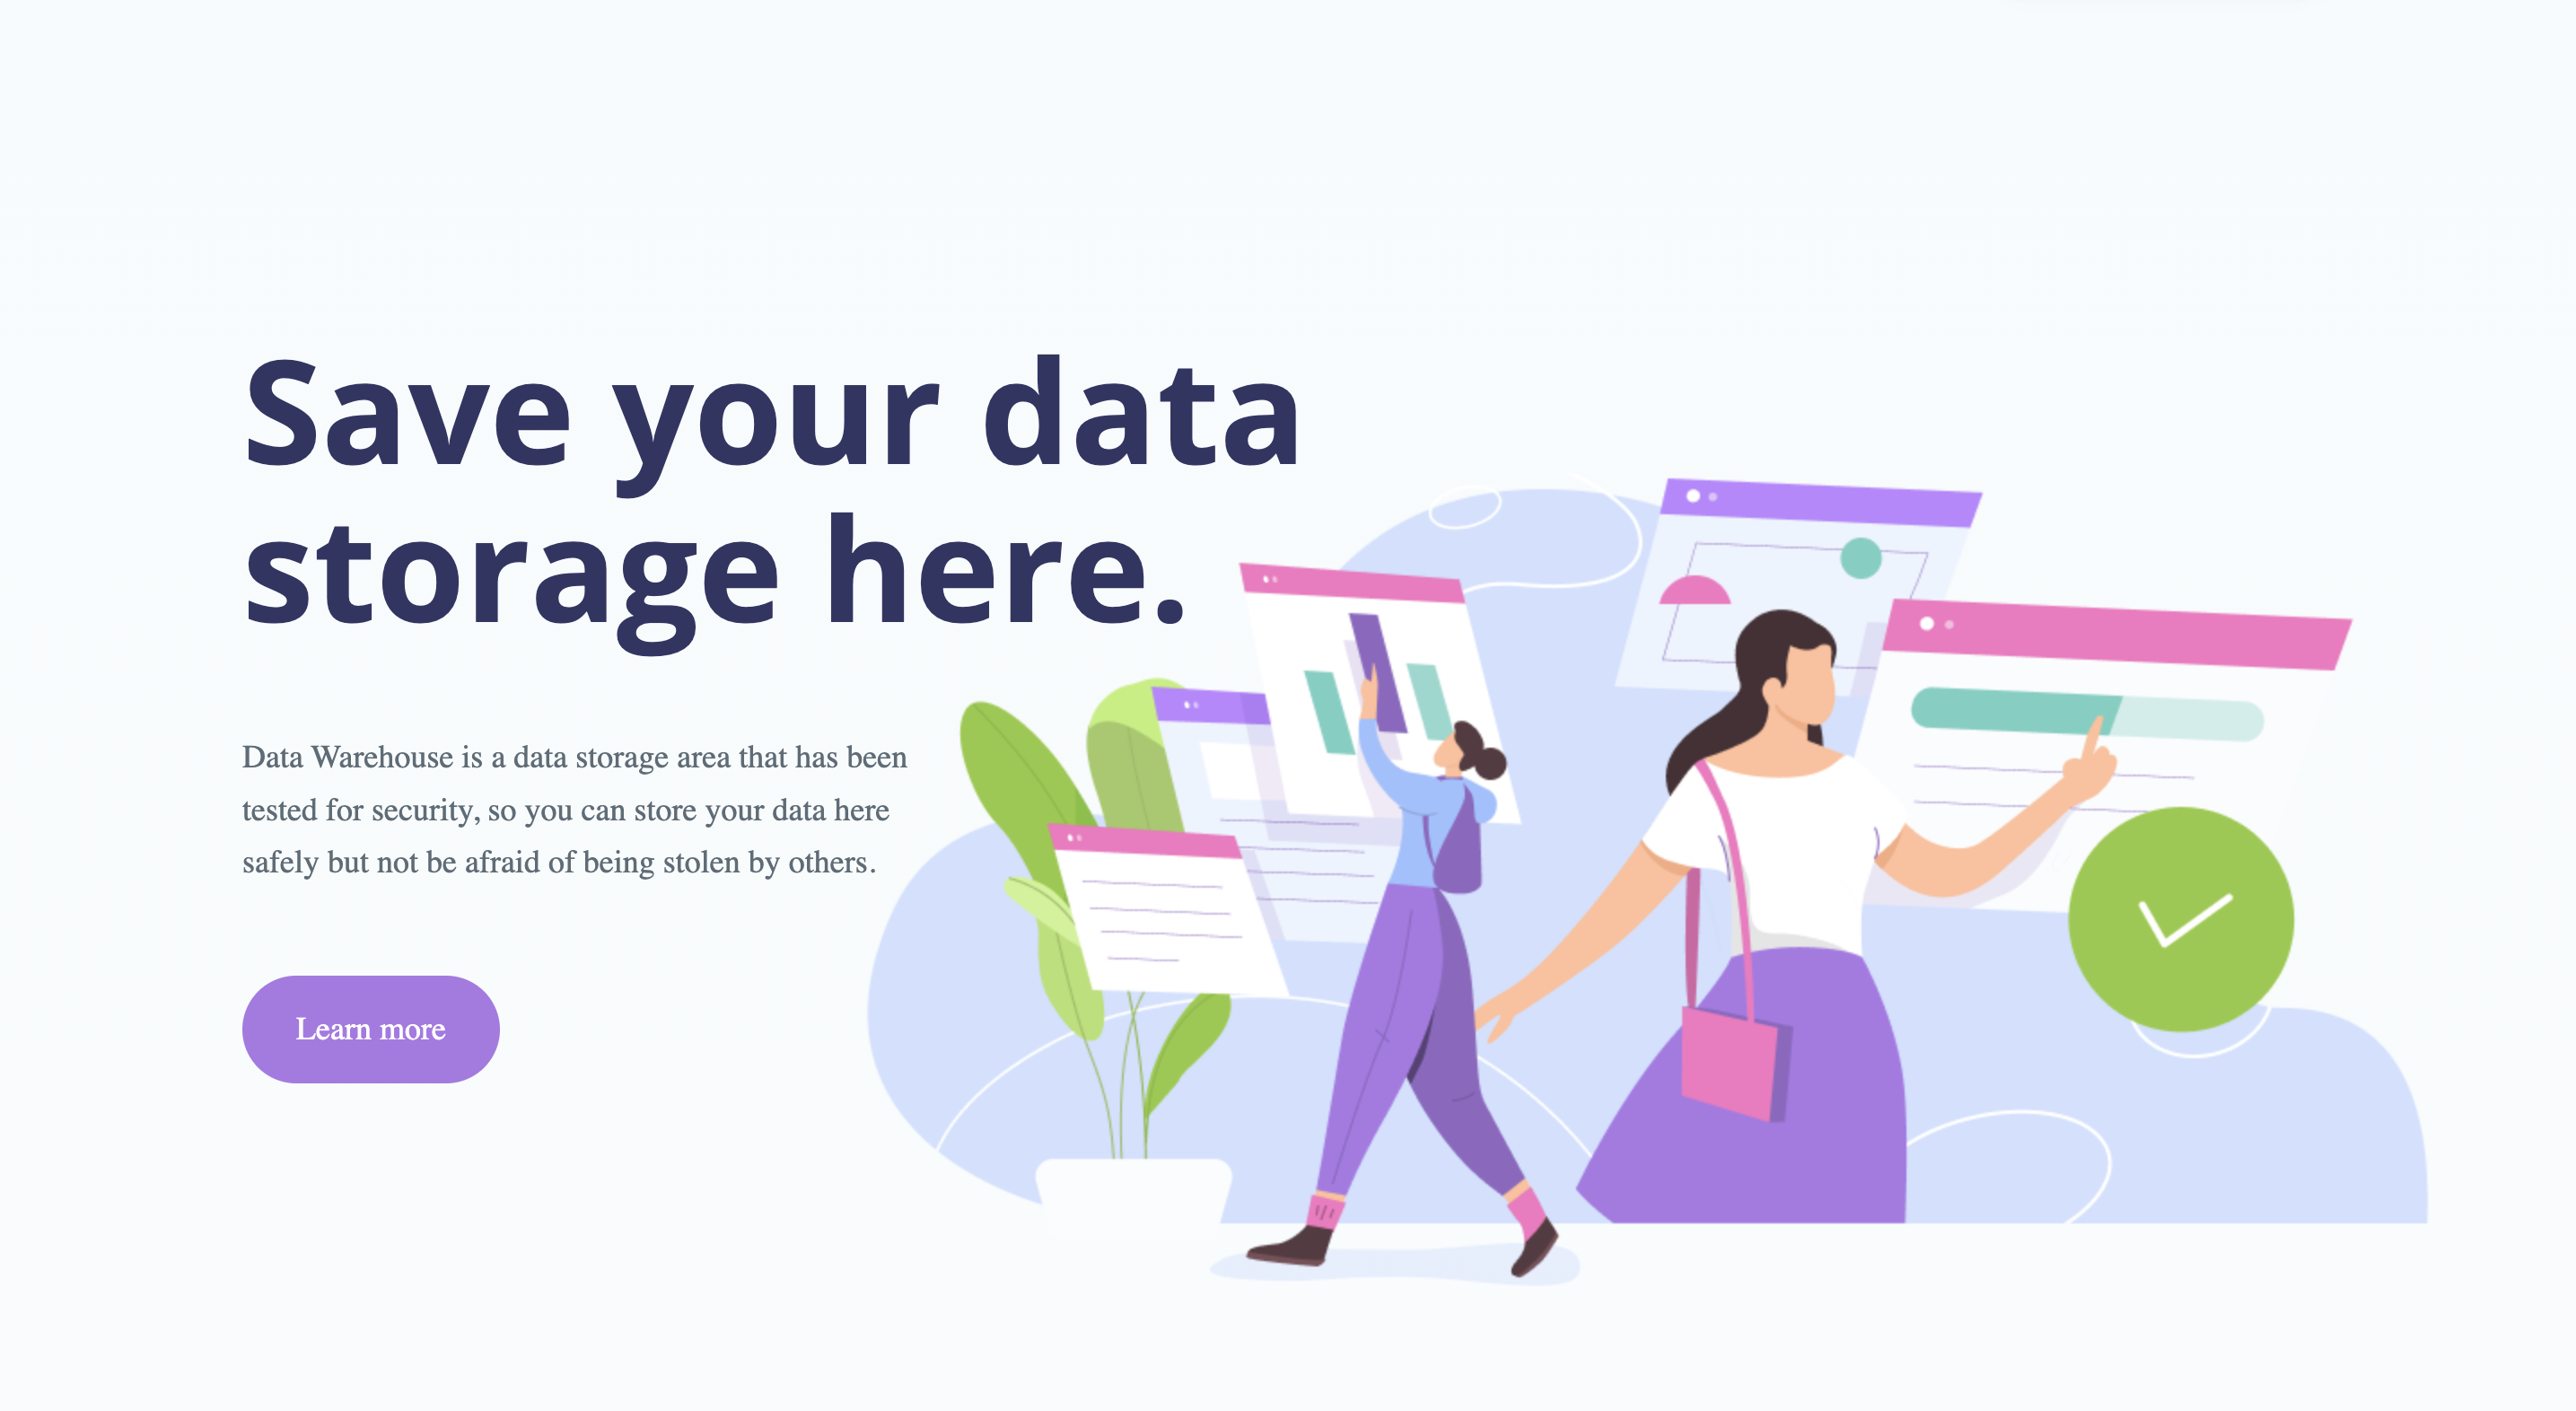 Save your data
storage here.
Data Warehouse is a data storage area that has been
tested for security, so you can store your data here
safely but not be afraid of being stolen by others.
Learn more